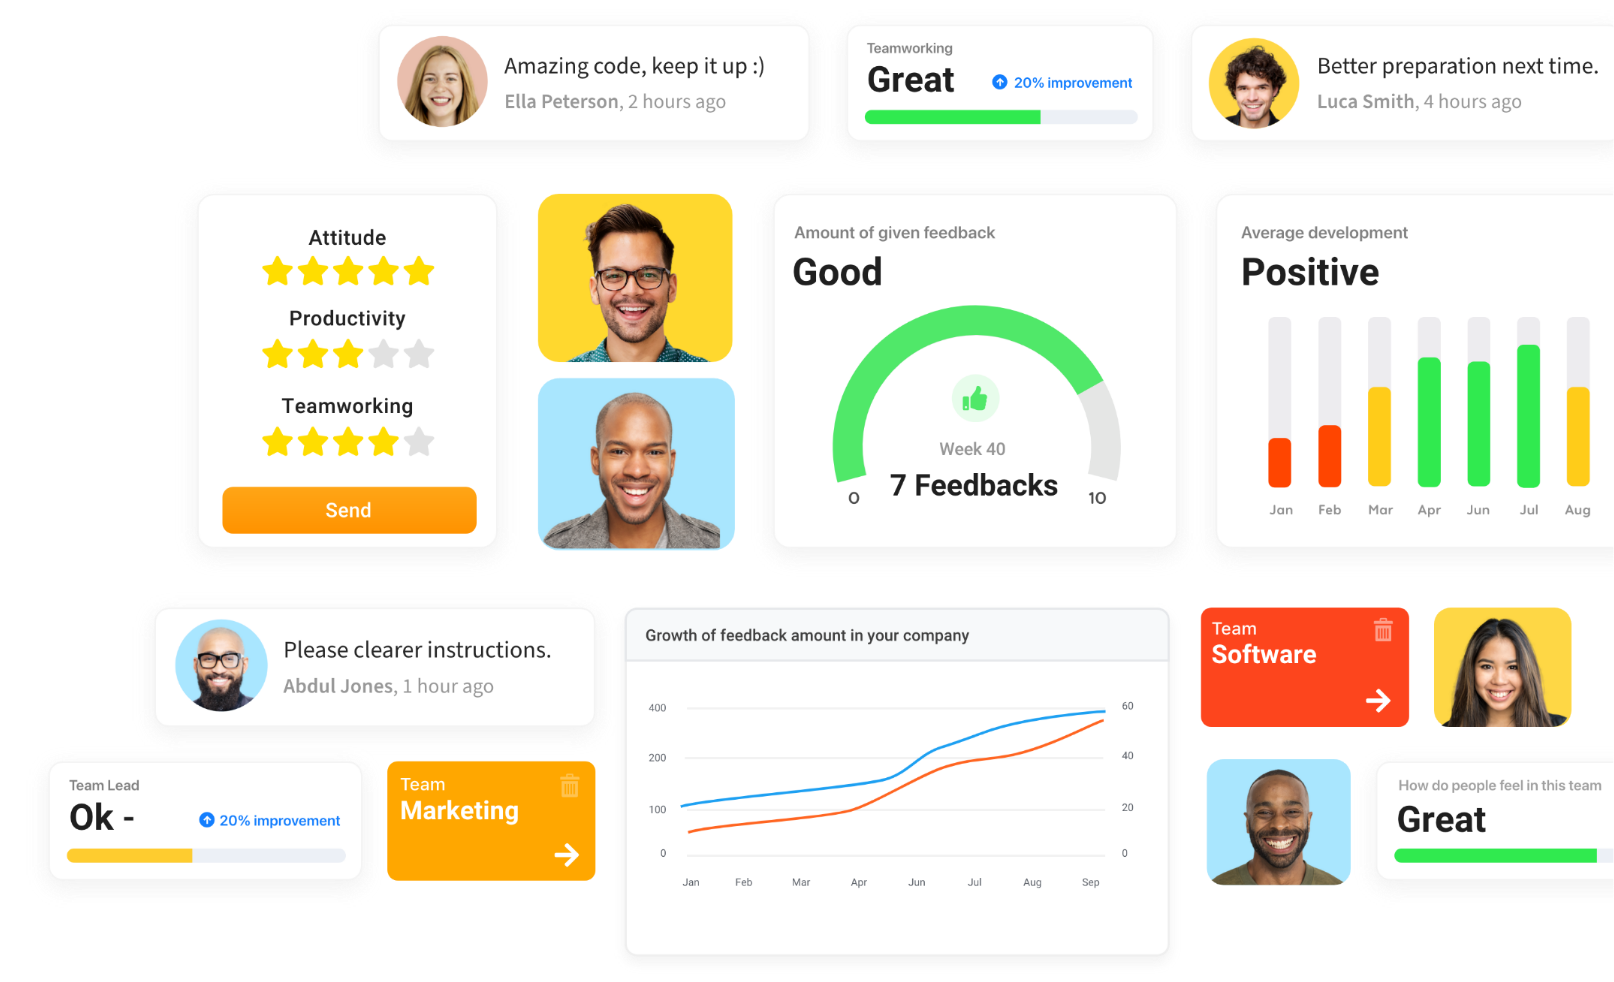 Amazing code, keep it up :)
Ella Peterson, 2 hours ago
Teamworking
Great
20% improvement
Better preparation next time.
Luca Smith, 4 hours ago
Attitude
Productivity
Teamworking
Send
Amount of given feedback
Good
Week 40
7 Feedbacks
0
10
Average development
Positive
Jan Feb Mar Apr Jun Jul Aug
Please clearer instructions.
Abdul Jones, 1 hour ago
Team Lead
Ok -
20% improvement
Team
Marketing
Growth of feedback amount in your company
400 60
200 40
100 20
0 0
Jan Feb Mar Apr Jun Jul Aug Sep
Team
Software
How do people feel in this team
Great